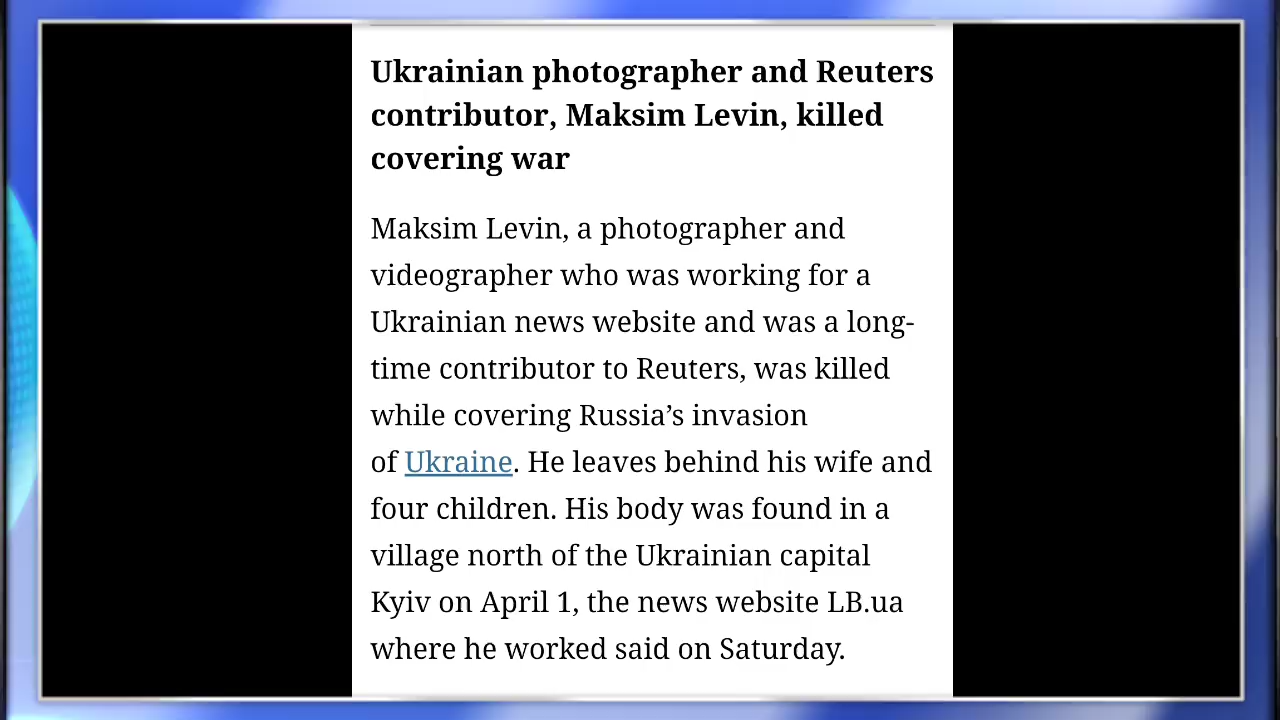 Ukrainian photographer and Reuters
contributor, Maksim Levin, killed
covering war
Maksim Levin, a photographer and
videographer who was working for a
Ukrainian news website and was a long-
time contributor to Reuters, was killed
while covering Russia’s invasion
of Ukraine. He leaves behind his wife and
four children. His body was found in a
village north of the Ukrainian capital
Kyiv on April 1, the news website LB.ua
where he worked said on Saturday.